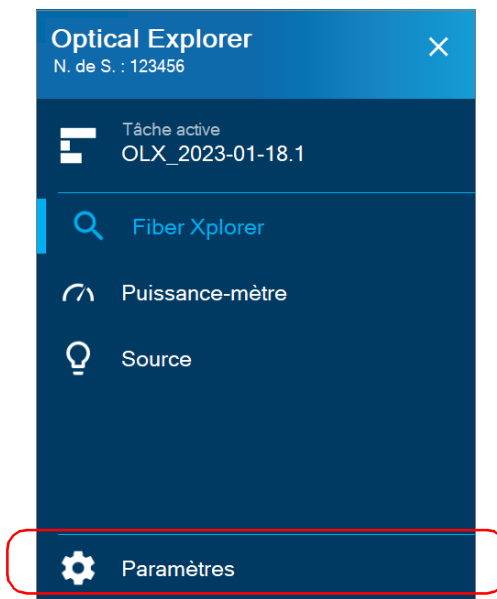 Optical Explorer
N. de S. : 123456
Tâche active
OLX_2023-01-18.1
Fiber Xplorer
Puissance-mètre
Source
Paramètres